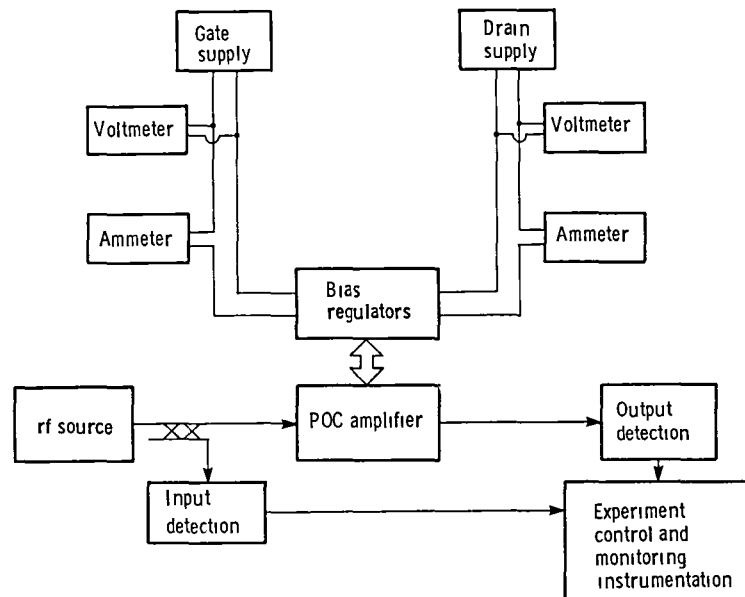 Gate
supply
Drain
supply
Voltmeter
Voltmeter
Ammeter
Ammeter
Bias
regulators
rf source
POC amplifier
Output
detection
Input
detection
Experiment
control and
monitoring
instrumentation